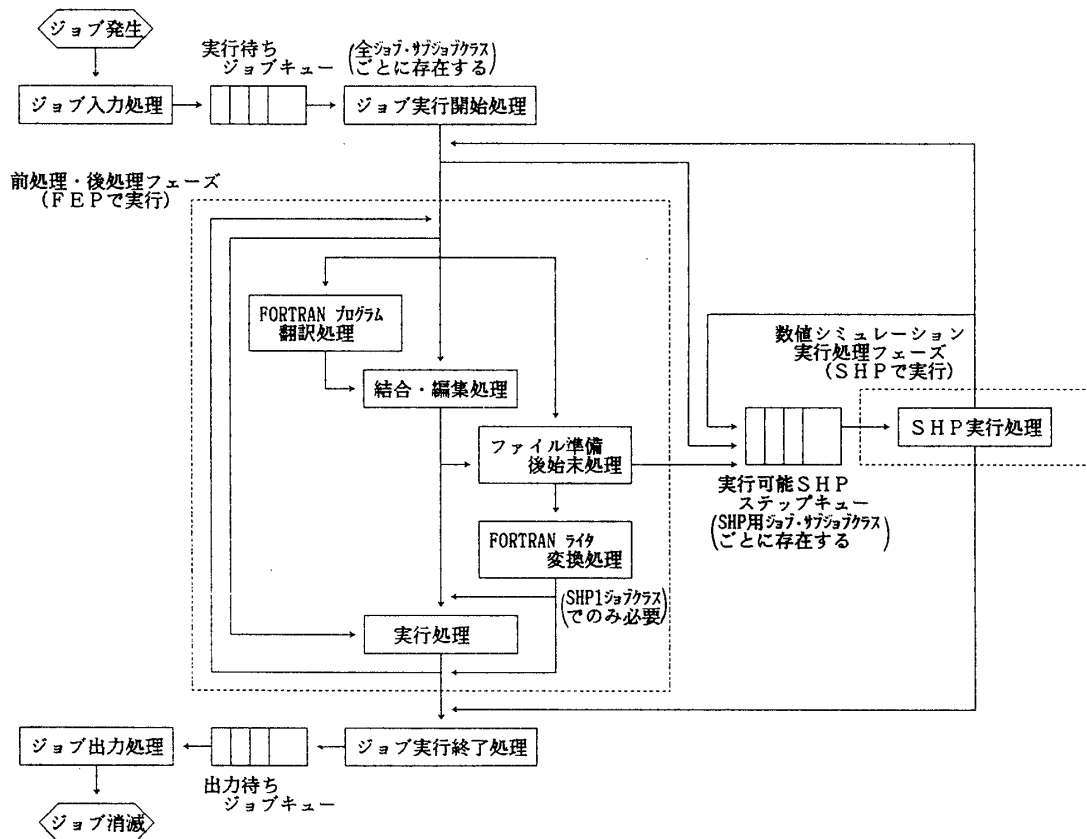 ジョブ発生
実行待ち
ジョブキュー
(全ジョブ・サブジョブクラス
ごとに存在する)
ジョブ入力処理
ジョブ実行開始処理
前処理・後処理フェーズ
(FEPで実行)
FORTRAN プログラム
翻訳処理
結合・編集処理
数値シミュレーション
実行処理フェーズ
(SHPで実行)
SHP実行処理
ファイル準備
後始末処理
実行可能SHP
ステップキュー
(SHP用ジョブ・サブジョブクラス
ごとに存在する)
FORTRAN ライタ
変換処理
(SHP1ジョブクラス
でのみ必要)
実行処理
ジョブ出力処理
ジョブ実行終了処理
出力待ち
ジョブキュー
ジョブ消滅